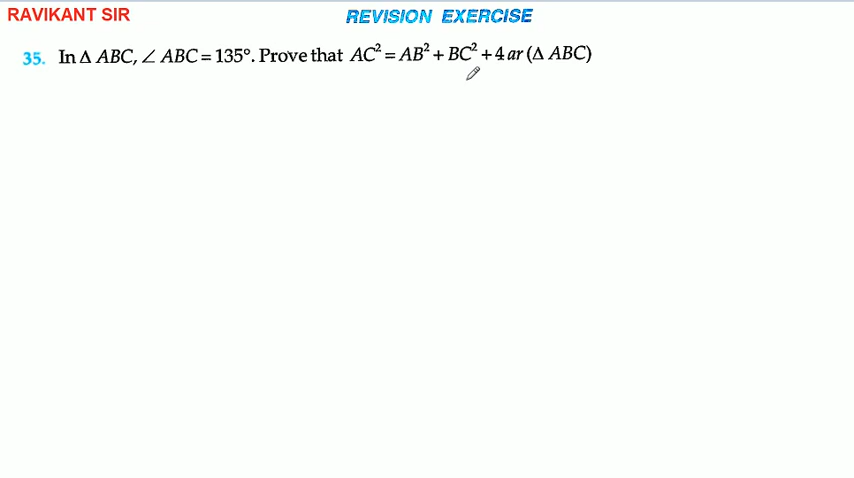 RAVIKANT SIR
REVISION EXERCISE
35. In Δ ABC, ∠ ABC = 135°. Prove that AC² = AB² + BC² + 4 ar (Δ ABC)